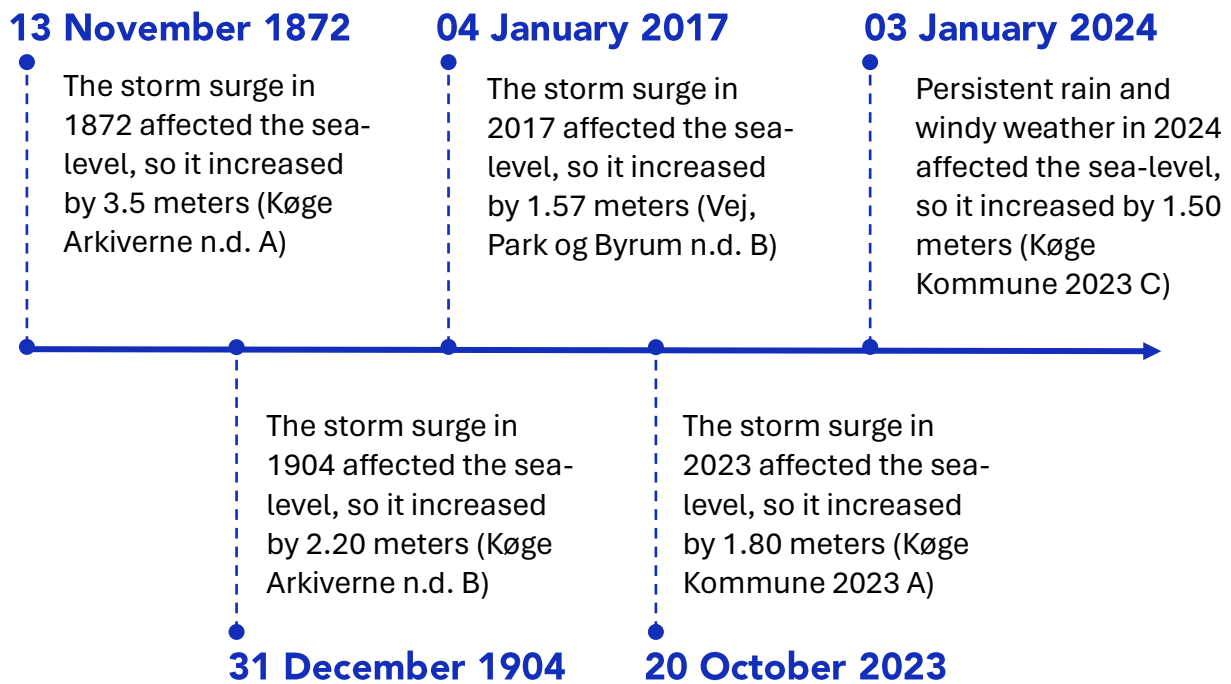 13 November 1872
The storm surge in
1872 affected the sea-
level, so it increased
by 3.5 meters (Køge
Arkiverne n.d. A)
31 December 1904
The storm surge in
1904 affected the sea-
level, so it increased
by 2.20 meters (Køge
Arkiverne n.d. B)
04 January 2017
The storm surge in
2017 affected the sea-
level, so it increased
by 1.57 meters (Vej,
Park og Byrum n.d. B)
20 October 2023
The storm surge in
2023 affected the sea-
level, so it increased
by 1.80 meters (Køge
Kommune 2023 A)
03 January 2024
Persistent rain and
windy weather in 2024
affected the sea-level,
so it increased by 1.50
meters (Køge
Kommune 2023 C)